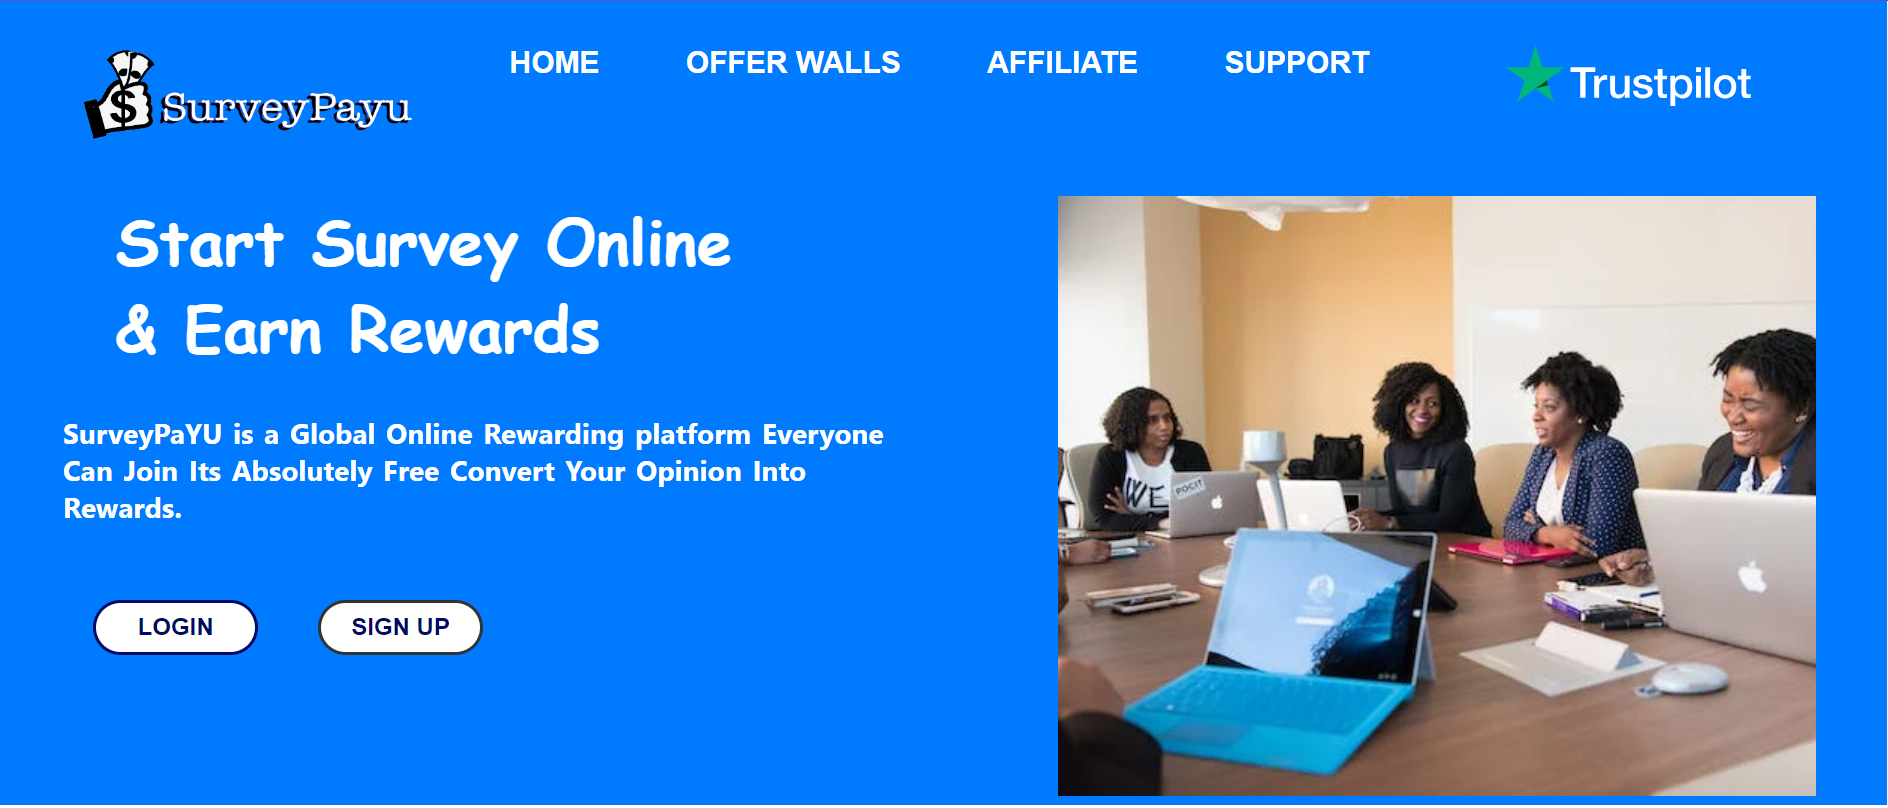 HOME OFFER WALLS AFFILIATE SUPPORT
$ SurveyPayu
Trustpilot
Start Survey Online
& Earn Rewards
SurveyPaYU is a Global Online Rewarding platform Everyone
Can Join Its Absolutely Free Convert Your Opinion Into
Rewards.
LOGIN SIGN UP
WE
POCIT